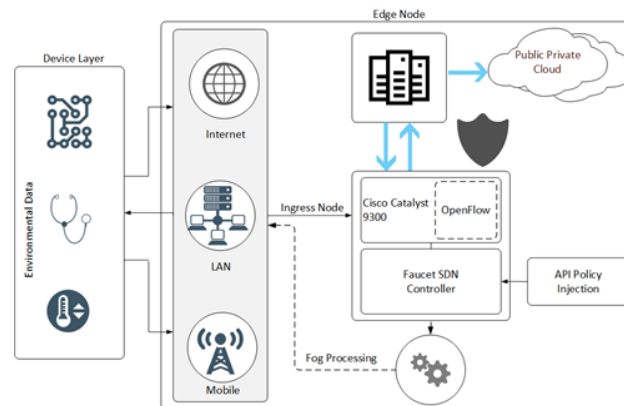 Edge Node
Device Layer
Environmental Data
Internet
LAN
Mobile
Ingress Node
Public Private
Cloud
Cisco Catalyst
9300
OpenFlow
Faucet SDN
Controller
API Policy
Injection
Fog Processing